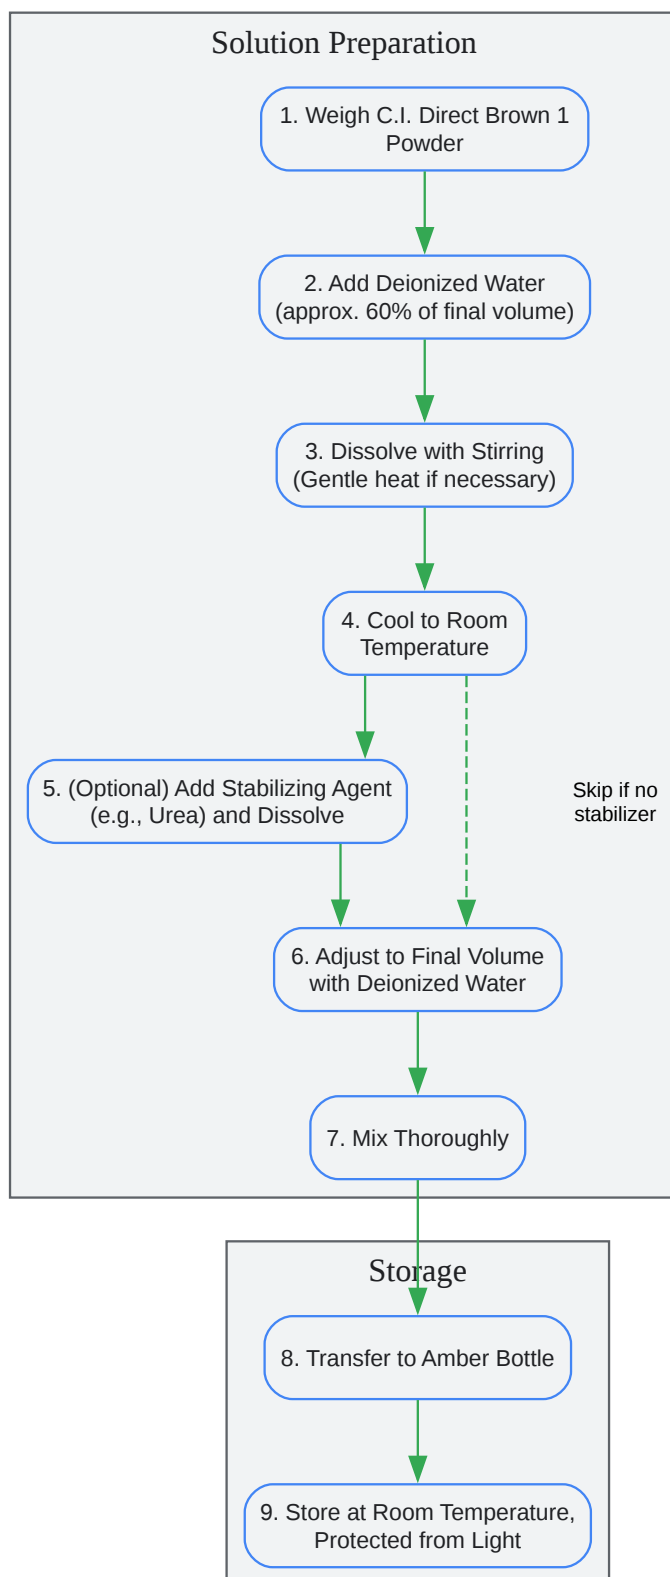 Solution Preparation
1. Weigh C.I. Direct Brown 1
Powder
2. Add Deionized Water
(approx. 60% of final volume)
3. Dissolve with Stirring
(Gentle heat if necessary)
4. Cool to Room
Temperature
5. (Optional) Add Stabilizing Agent
(e.g., Urea) and Dissolve
Skip if no
stabilizer
6. Adjust to Final Volume
with Deionized Water
7. Mix Thoroughly
Storage
8. Transfer to Amber Bottle
9. Store at Room Temperature,
Protected from Light